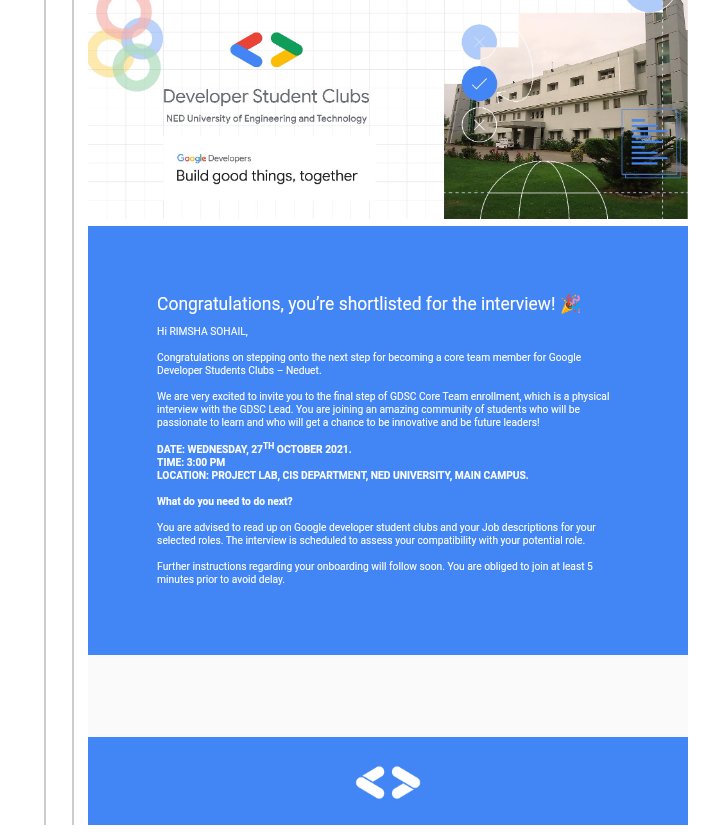 Developer Student Clubs
NED University of Engineering and Technology
Google Developers
Build good things, together
Congratulations, you’re shortlisted for the interview! 🎉
Hi RIMSHA SOHAIL,
Congratulations on stepping onto the next step for becoming a core team member for Google
Developer Students Clubs – Neduet.
We are very excited to invite you to the final step of GDSC Core Team enrollment, which is a physical
interview with the GDSC Lead. You are joining an amazing community of students who will be
passionate to learn and who will get a chance to be innovative and be future leaders!
DATE: WEDNESDAY, 27TH OCTOBER 2021.
TIME: 3:00 PM
LOCATION: PROJECT LAB, CIS DEPARTMENT, NED UNIVERSITY, MAIN CAMPUS.
What do you need to do next?
You are advised to read up on Google developer student clubs and your Job descriptions for your
selected roles. The interview is scheduled to assess your compatibility with your potential role.
Further instructions regarding your onboarding will follow soon. You are obliged to join at least 5
minutes prior to avoid delay.